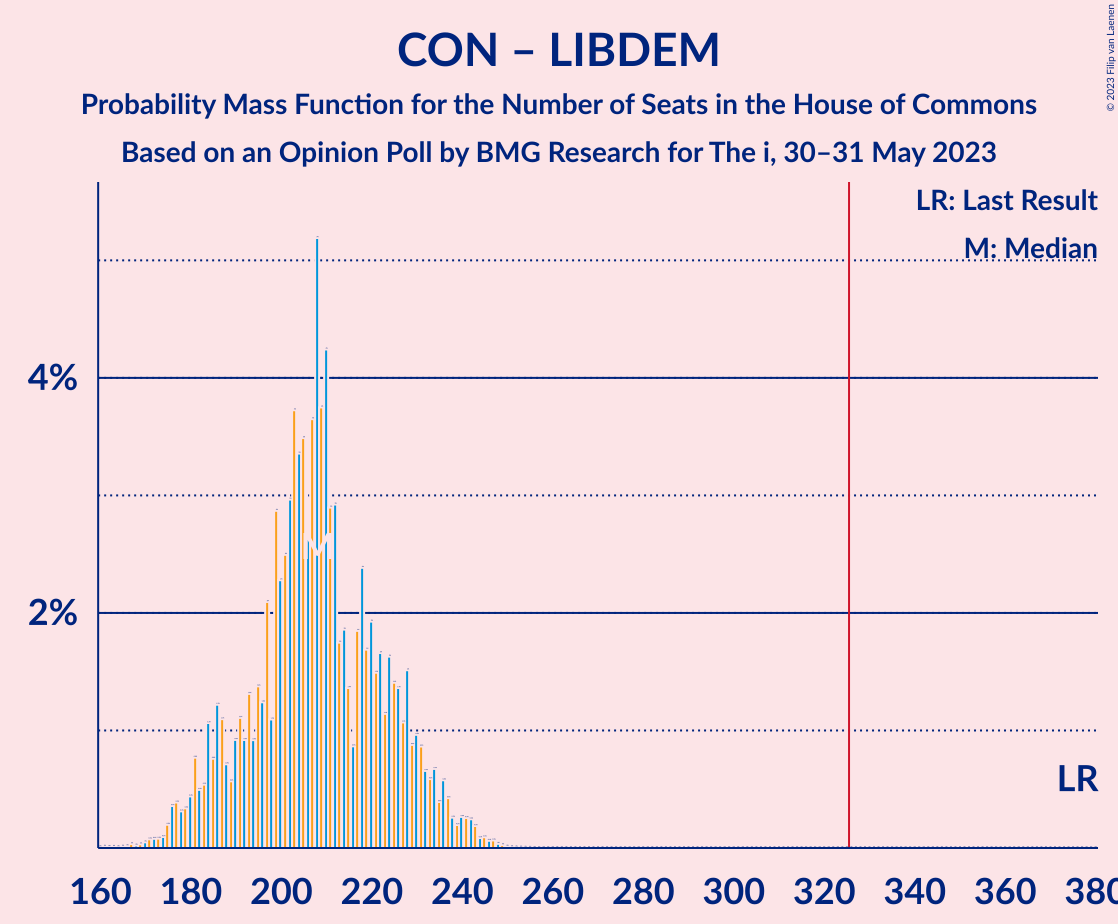 CON – LIBDEM
Probability Mass Function for the Number of Seats in the House of Commons
Based on an Opinion Poll by BMG Research for The i, 30–31 May 2023
© 2023 Filip van Laenen
LR: Last Result
M: Median
4%
2%
M
LR
160 180 200 220 240 260 280 300 320 340 360 380